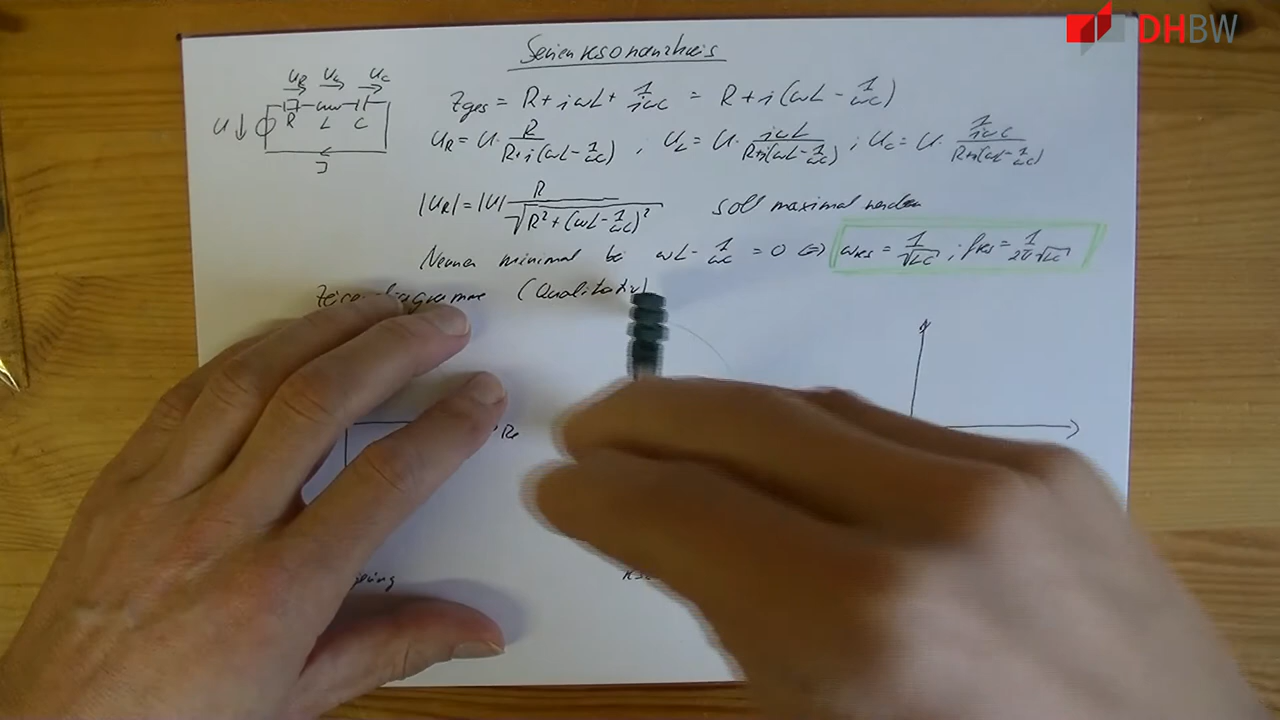 DHBW
Serienresonanzkreis
U_R U_L U_C
U R L C
I
Z_ges = R + iωL + 1/(iωC) = R + i(ωL - 1/(ωC))
U_R = U · R/(R + i(ωL - 1/(ωC))) , U_L = U · iωL/(R + i(ωL - 1/(ωC))) ; U_C = U · (1/(iωC))/(R + i(ωL - 1/(ωC)))
|U_R| = |U| R/√(R² + (ωL - 1/(ωC))²) soll maximal werden
Nenner minimal bei ωL - 1/(ωC) = 0 ⇔ ω_Res = 1/√(LC) ; f_Res = 1/(2π√(LC))
(Qualitativ)
Re